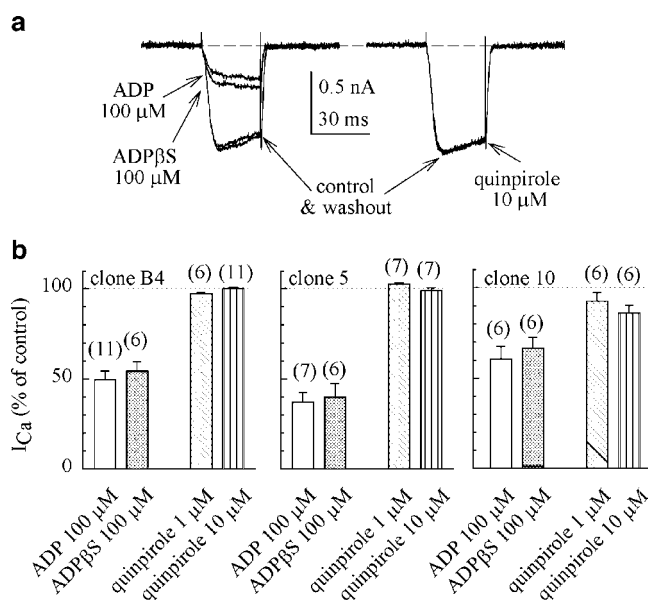 a
ADP
100 μM
ADPβS
100 μM
0.5 nA
30 ms
control
& washout
quinpirole
10 μM
b
I_Ca (% of control)
100
50
0
clone B4
(11)
(6)
(6)
(11)
ADP 100 μM
ADPβS 100 μM
quinpirole 1 μM
quinpirole 10 μM
clone 5
(7)
(6)
(7)
(7)
ADP 100 μM
ADPβS 100 μM
quinpirole 1 μM
quinpirole 10 μM
clone 10
(6)
(6)
(6)
(6)
ADP 100 μM
ADPβS 100 μM
quinpirole 1 μM
quinpirole 10 μM